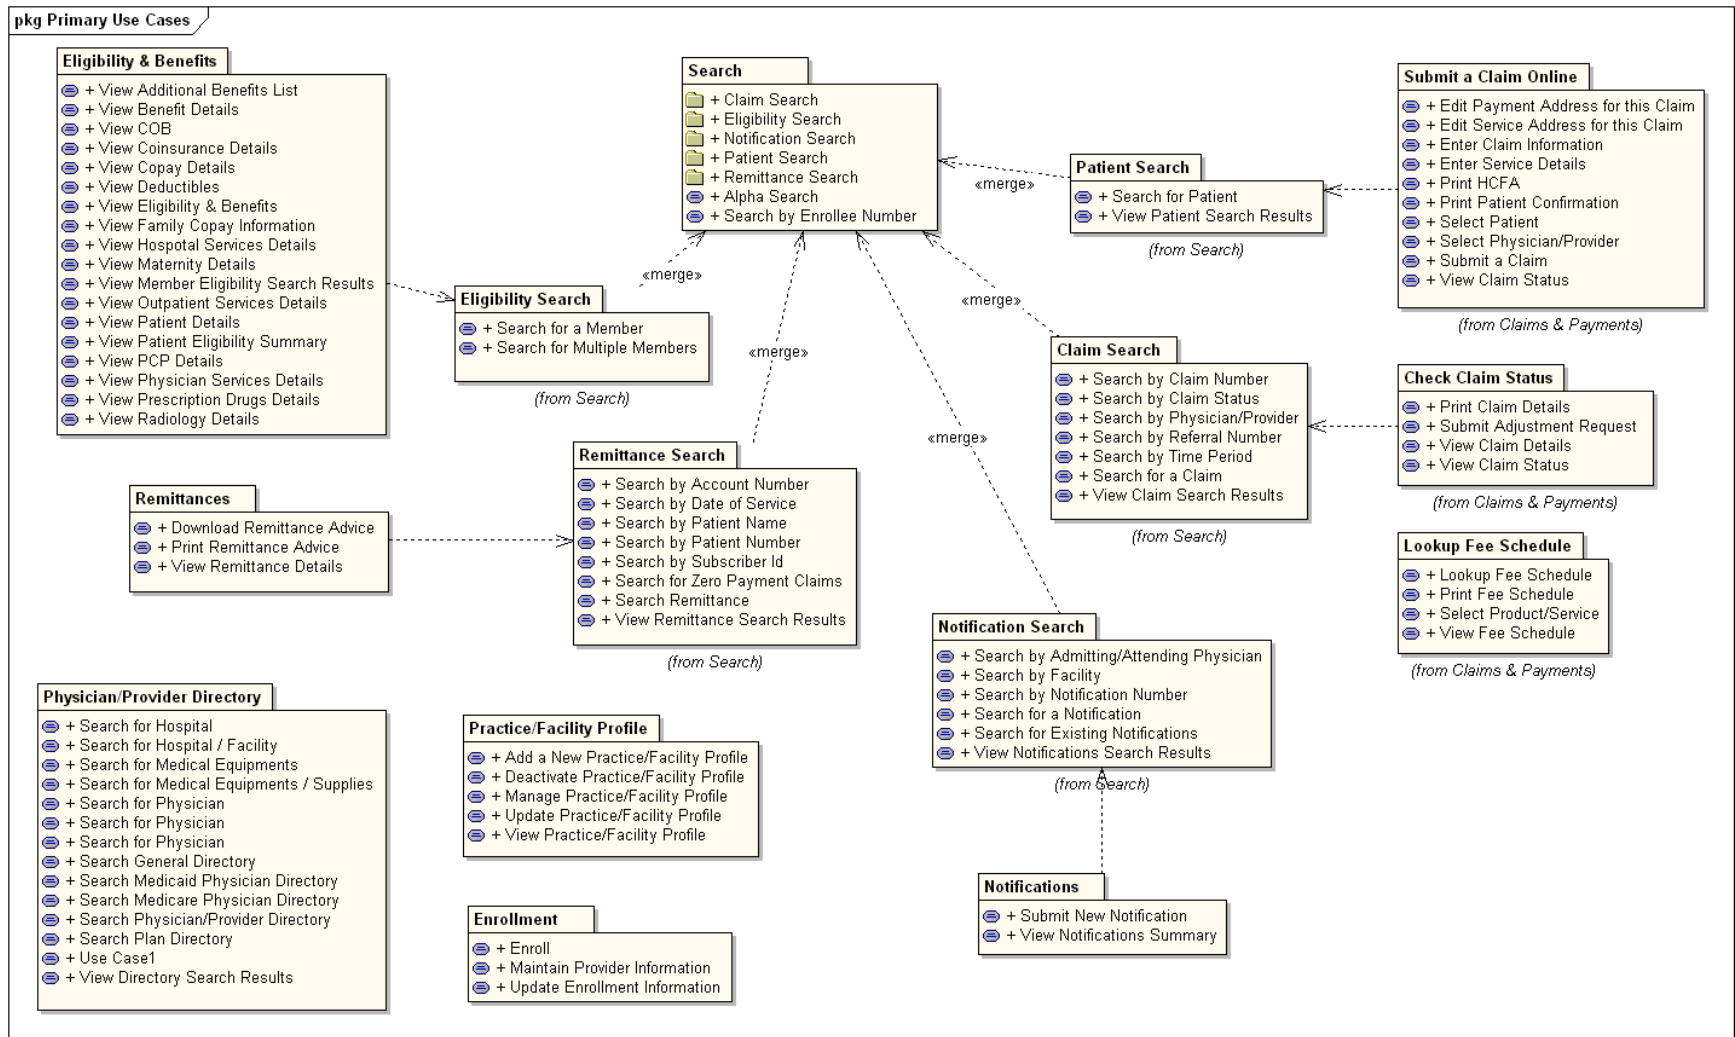 pkg Primary Use Cases
Eligibility & Benefits
+ View Additional Benefits List
+ View Benefit Details
+ View COB
+ View Coinsurance Details
+ View Copay Details
+ View Deductibles
+ View Eligibility & Benefits
+ View Family Copay Information
+ View Hospotal Services Details
+ View Maternity Details
+ View Member Eligibility Search Results
+ View Outpatient Services Details
+ View Patient Details
+ View Patient Eligibility Summary
+ View PCP Details
+ View Physician Services Details
+ View Prescription Drugs Details
+ View Radiology Details
Search
+ Claim Search
+ Eligibility Search
+ Notification Search
+ Patient Search
+ Remittance Search
+ Alpha Search
+ Search by Enrollee Number
«merge»
Patient Search
+ Search for Patient
+ View Patient Search Results
(from Search)
Submit a Claim Online
+ Edit Payment Address for this Claim
+ Edit Service Address for this Claim
+ Enter Claim Information
+ Enter Service Details
+ Print HCFA
+ Print Patient Confirmation
+ Select Patient
+ Select Physician/Provider
+ Submit a Claim
+ View Claim Status
(from Claims & Payments)
«merge»
Eligibility Search
+ Search for a Member
+ Search for Multiple Members
(from Search)
«merge»
«merge»
Claim Search
+ Search by Claim Number
+ Search by Claim Status
+ Search by Physician/Provider
+ Search by Referral Number
+ Search by Time Period
+ Search for a Claim
+ View Claim Search Results
(from Search)
Check Claim Status
+ Print Claim Details
+ Submit Adjustment Request
+ View Claim Details
+ View Claim Status
(from Claims & Payments)
«merge»
Remittances
+ Download Remittance Advice
+ Print Remittance Advice
+ View Remittance Details
Remittance Search
+ Search by Account Number
+ Search by Date of Service
+ Search by Patient Name
+ Search by Patient Number
+ Search by Subscriber Id
+ Search for Zero Payment Claims
+ Search Remittance
+ View Remittance Search Results
(from Search)
Lookup Fee Schedule
+ Lookup Fee Schedule
+ Print Fee Schedule
+ Select Product/Service
+ View Fee Schedule
(from Claims & Payments)
Notification Search
+ Search by Admitting/Attending Physician
+ Search by Facility
+ Search by Notification Number
+ Search for a Notification
+ Search for Existing Notifications
+ View Notifications Search Results
(from Search)
Physician/Provider Directory
+ Search for Hospital
+ Search for Hospital / Facility
+ Search for Medical Equipments
+ Search for Medical Equipments / Supplies
+ Search for Physician
+ Search for Physician
+ Search for Physician
+ Search General Directory
+ Search Medicaid Physician Directory
+ Search Medicare Physician Directory
+ Search Physician/Provider Directory
+ Search Plan Directory
+ Use Case1
+ View Directory Search Results
Practice/Facility Profile
+ Add a New Practice/Facility Profile
+ Deactivate Practice/Facility Profile
+ Manage Practice/Facility Profile
+ Update Practice/Facility Profile
+ View Practice/Facility Profile
Enrollment
+ Enroll
+ Maintain Provider Information
+ Update Enrollment Information
Notifications
+ Submit New Notification
+ View Notifications Summary